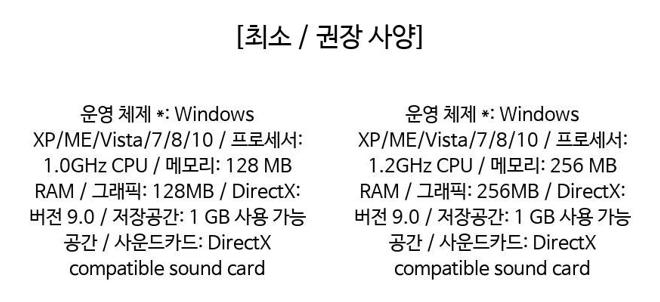 [최소 / 권장 사양]
운영 체제 *: Windows
XP/ME/Vista/7/8/10 / 프로세서:
1.0GHz CPU / 메모리: 128 MB
RAM / 그래픽: 128MB / DirectX:
버전 9.0 / 저장공간: 1 GB 사용 가능
공간 / 사운드카드: DirectX
compatible sound card
운영 체제 *: Windows
XP/ME/Vista/7/8/10 / 프로세서:
1.2GHz CPU / 메모리: 256 MB
RAM / 그래픽: 256MB / DirectX:
버전 9.0 / 저장공간: 1 GB 사용 가능
공간 / 사운드카드: DirectX
compatible sound card